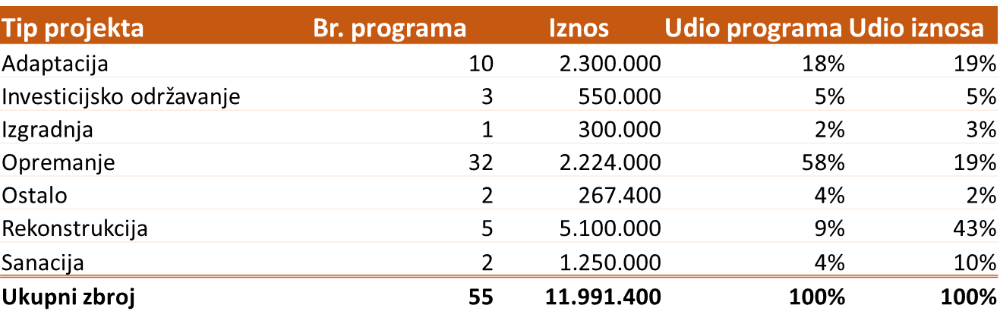 Tip projekta Br. programa Iznos Udio programa Udio iznosa
Adaptacija 10 2.300.000 18% 19%
Investicijsko održavanje 3 550.000 5% 5%
Izgradnja 1 300.000 2% 3%
Opremanje 32 2.224.000 58% 19%
Ostalo 2 267.400 4% 2%
Rekonstrukcija 5 5.100.000 9% 43%
Sanacija 2 1.250.000 4% 10%
Ukupni zbroj 55 11.991.400 100% 100%